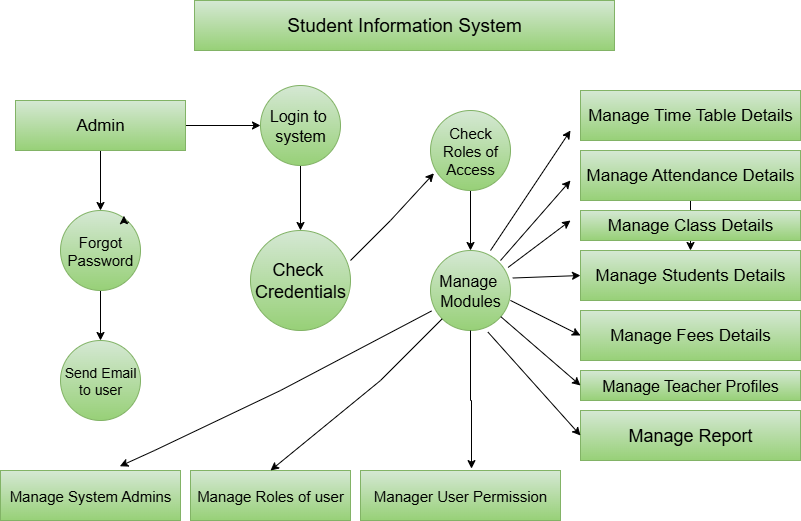 Student Information System
Admin
Login to
system
Check
Roles of
Access
Manage Time Table Details
Manage Attendance Details
Manage Class Details
Forgot
Password
Check
Credentials
Manage
Modules
Manage Students Details
Manage Fees Details
Send Email
to user
Manage Teacher Profiles
Manage Report
Manage System Admins
Manage Roles of user
Manager User Permission